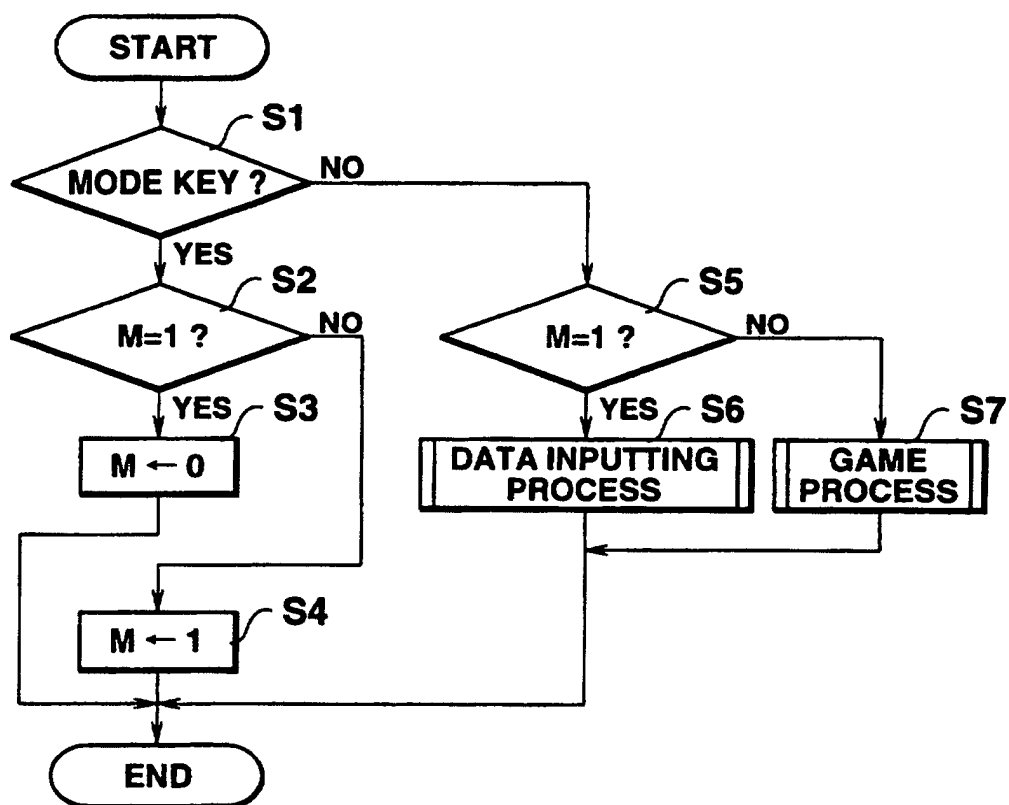 START
S1
MODE KEY ?
NO
YES
S2
M=1 ?
NO
YES
S3
M ← 0
S4
M ← 1
S5
M=1 ?
NO
YES
S6
DATA INPUTTING
PROCESS
S7
GAME
PROCESS
END